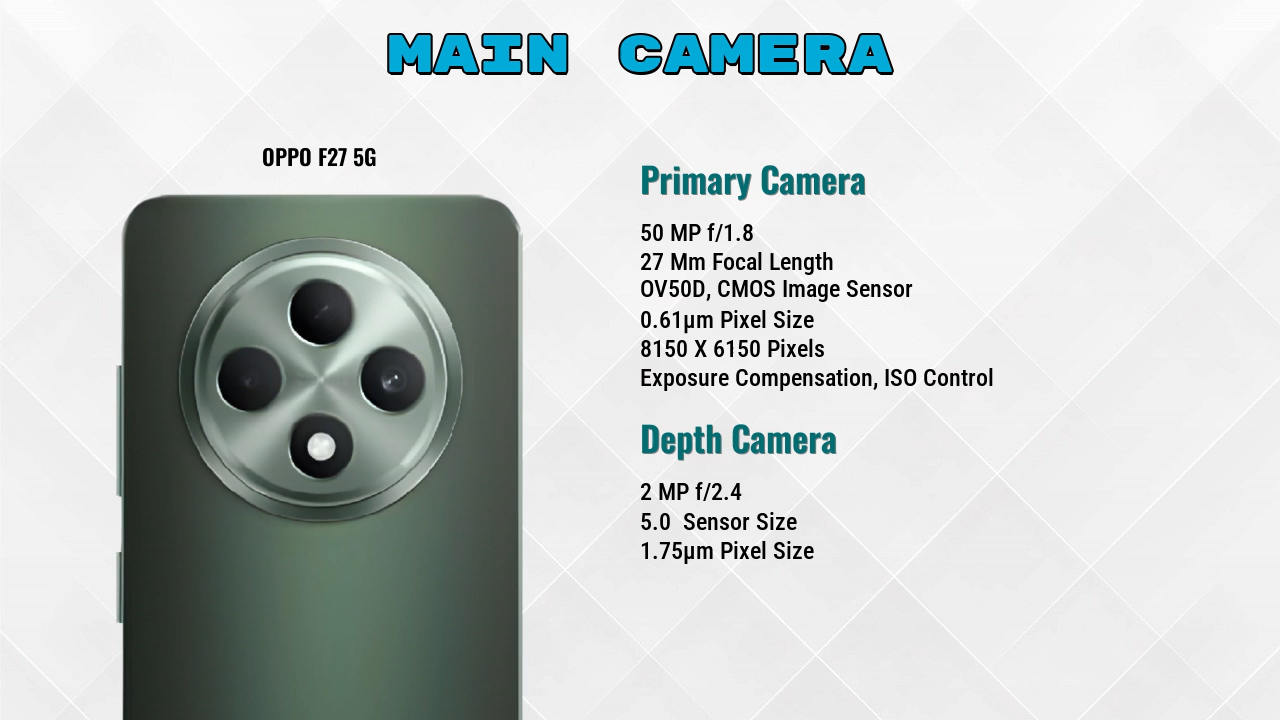 MAIN CAMERA
OPPO F27 5G
Primary Camera
50 MP f/1.8
27 Mm Focal Length
OV50D, CMOS Image Sensor
0.61µm Pixel Size
8150 X 6150 Pixels
Exposure Compensation, ISO Control
Depth Camera
2 MP f/2.4
5.0  Sensor Size
1.75µm Pixel Size